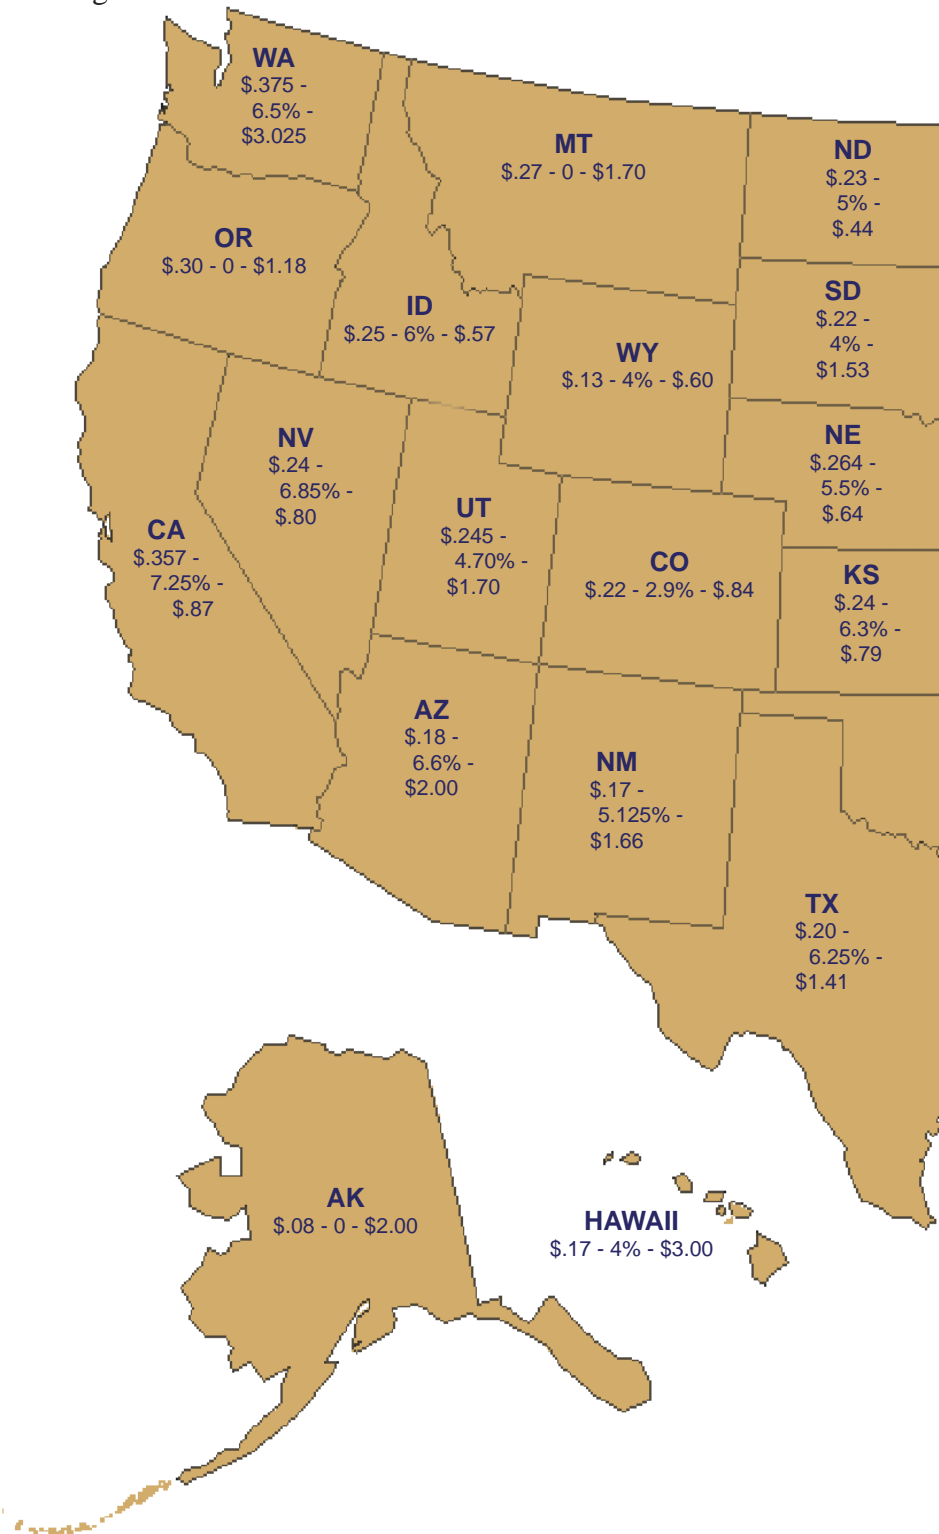 WA
$.375 -
6.5% -
$3.025
MT
$.27 - 0 - $1.70
ND
$.23 -
5% -
$.44
OR
$.30 - 0 - $1.18
ID
$.25 - 6% - $.57
SD
$.22 -
4% -
$1.53
WY
$.13 - 4% - $.60
NV
$.24 -
6.85% -
$.80
NE
$.264 -
5.5% -
$.64
CA
$.357 -
7.25% -
$.87
UT
$.245 -
4.70% -
$1.70
CO
$.22 - 2.9% - $.84
KS
$.24 -
6.3% -
$.79
AZ
$.18 -
6.6% -
$2.00
NM
$.17 -
5.125% -
$1.66
TX
$.20 -
6.25% -
$1.41
AK
$.08 - 0 - $2.00
HAWAII
$.17 - 4% - $3.00